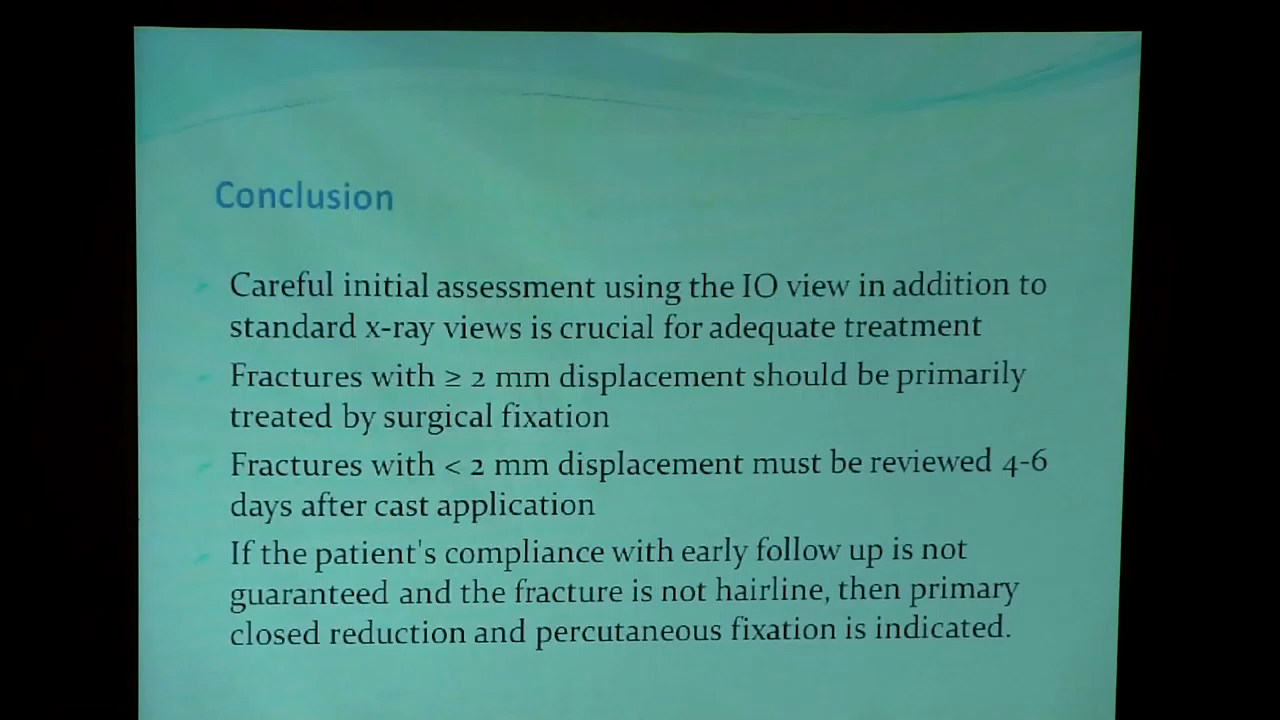 Conclusion
Careful initial assessment using the IO view in addition to
standard x-ray views is crucial for adequate treatment
Fractures with ≥ 2 mm displacement should be primarily
treated by surgical fixation
Fractures with < 2 mm displacement must be reviewed 4-6
days after cast application
If the patient's compliance with early follow up is not
guaranteed and the fracture is not hairline, then primary
closed reduction and percutaneous fixation is indicated.